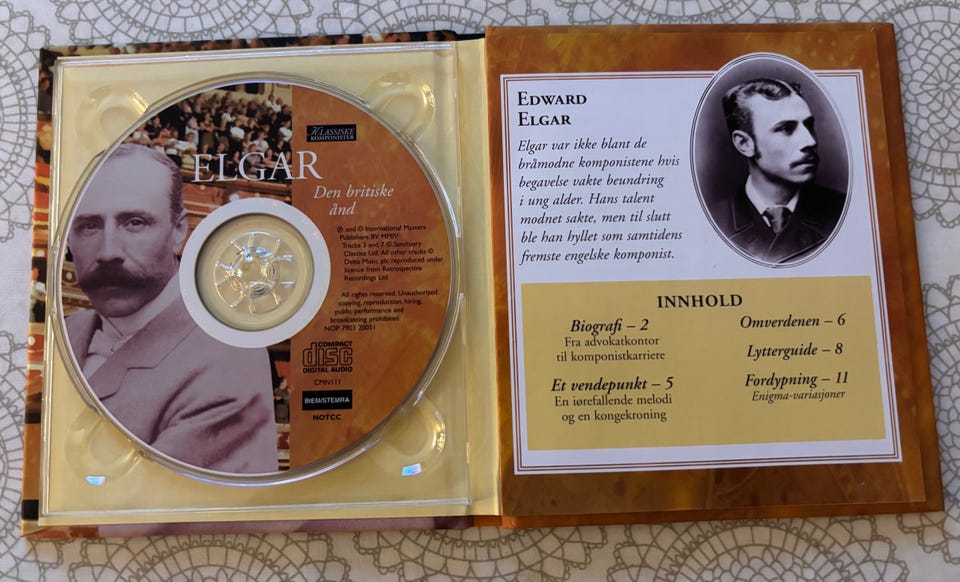 KLASSISKE
KOMPONISTER
ELGAR
Den britiske
ånd
℗ and © International Masters
Publishers BV MMIV
Tracks 3 and 7 © Sanctuary
Classics Ltd. All other tracks ©
Delta Music plc reproduced under
licence from Retrospective
Recordings Ltd
All rights reserved. Unauthorized
copying, reproduction, hiring,
public performance and
broadcasting prohibited.
NOP 7903 20051
COMPACT
disc
DIGITAL AUDIO
CMN111
BIEM/STEMRA
NOTCC
EDWARD
ELGAR
Elgar var ikke blant de
bråmodne komponistene hvis
begavelse vakte beundring
i ung alder. Hans talent
modnet sakte, men til slutt
ble han hyllet som samtidens
fremste engelske komponist.
INNHOLD
Biografi – 2
Fra advokatkontor
til komponistkarriere
Et vendepunkt – 5
En iørefallende melodi
og en kongekroning
Omverdenen – 6
Lytterguide – 8
Fordypning – 11
Enigma-variasjoner